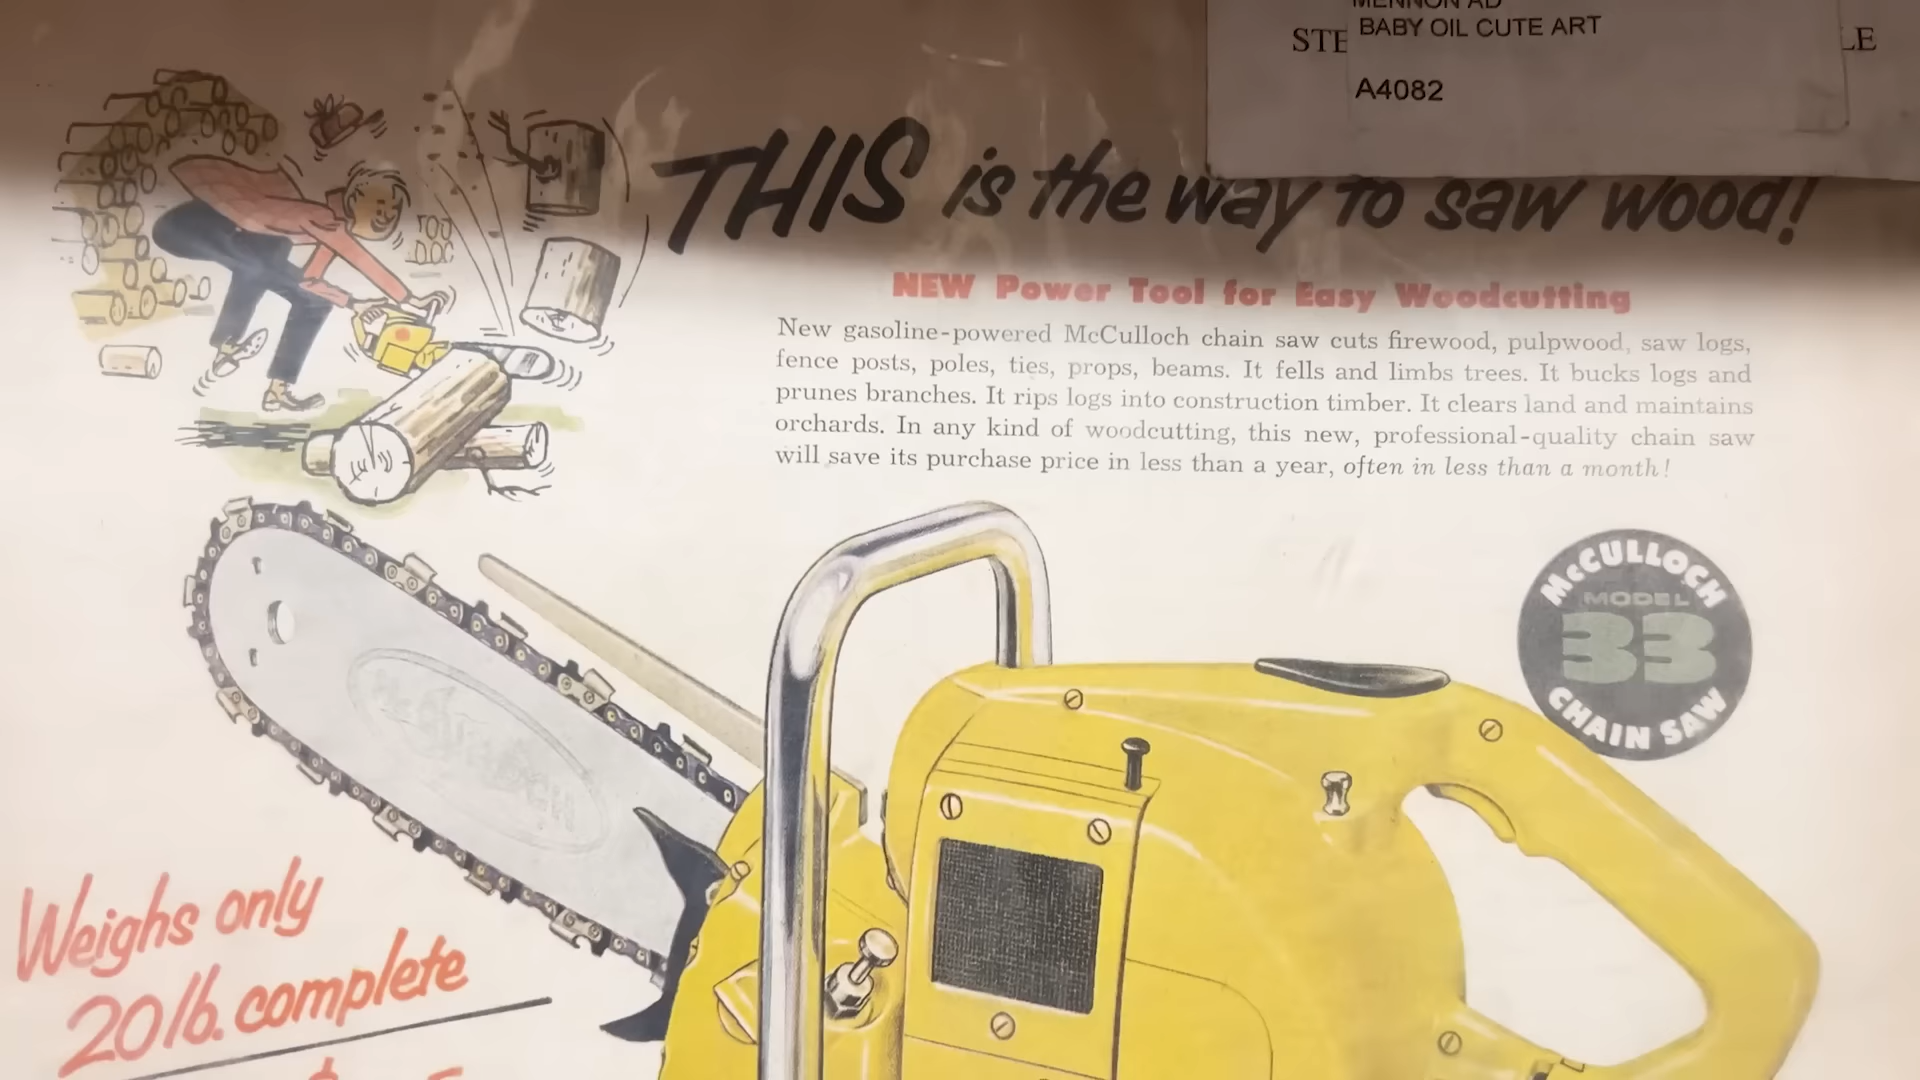 MENNON AD
BABY OIL CUTE ART
A4082
THIS is the way to saw wood!
NEW Power Tool for Easy Woodcutting
New gasoline-powered McCulloch chain saw cuts firewood, pulpwood, saw logs,
fence posts, poles, ties, props, beams. It fells and limbs trees. It bucks logs and
prunes branches. It rips logs into construction timber. It clears land and maintains
orchards. In any kind of woodcutting, this new, professional-quality chain saw
will save its purchase price in less than a year, often in less than a month!
McCULLOCH
MODEL
33
CHAIN SAW
Weighs only
20 lb. complete